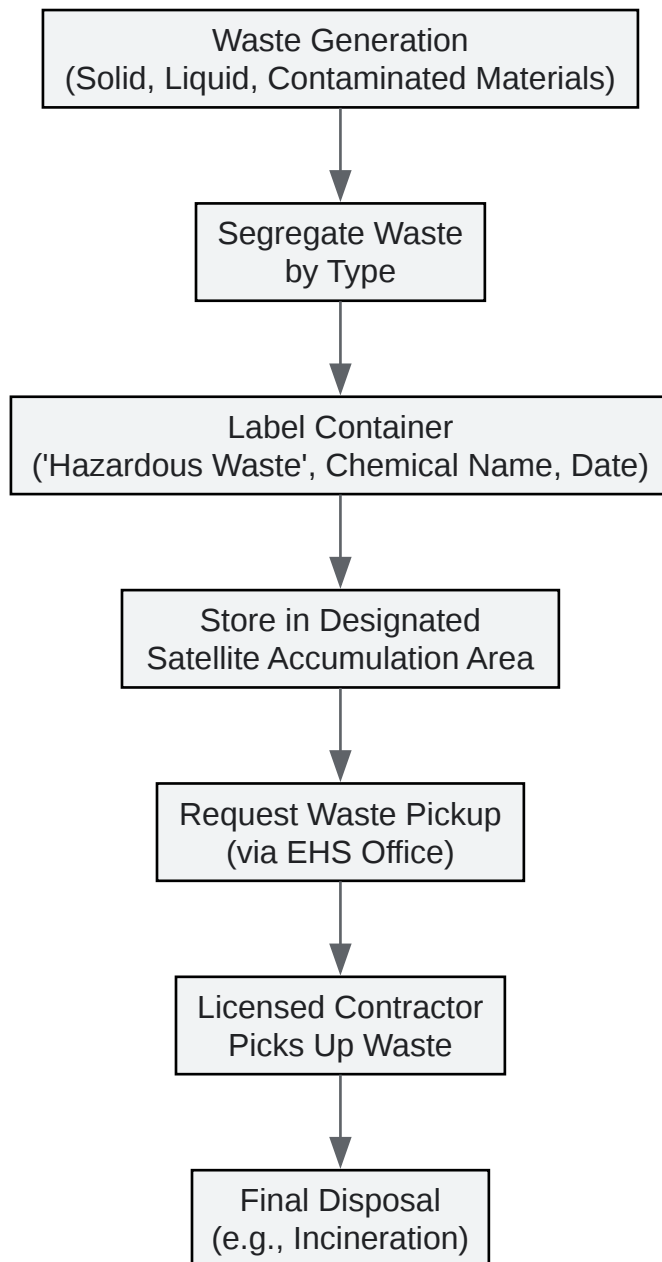 Waste Generation
(Solid, Liquid, Contaminated Materials)
Segregate Waste
by Type
Label Container
('Hazardous Waste', Chemical Name, Date)
Store in Designated
Satellite Accumulation Area
Request Waste Pickup
(via EHS Office)
Licensed Contractor
Picks Up Waste
Final Disposal
(e.g., Incineration)